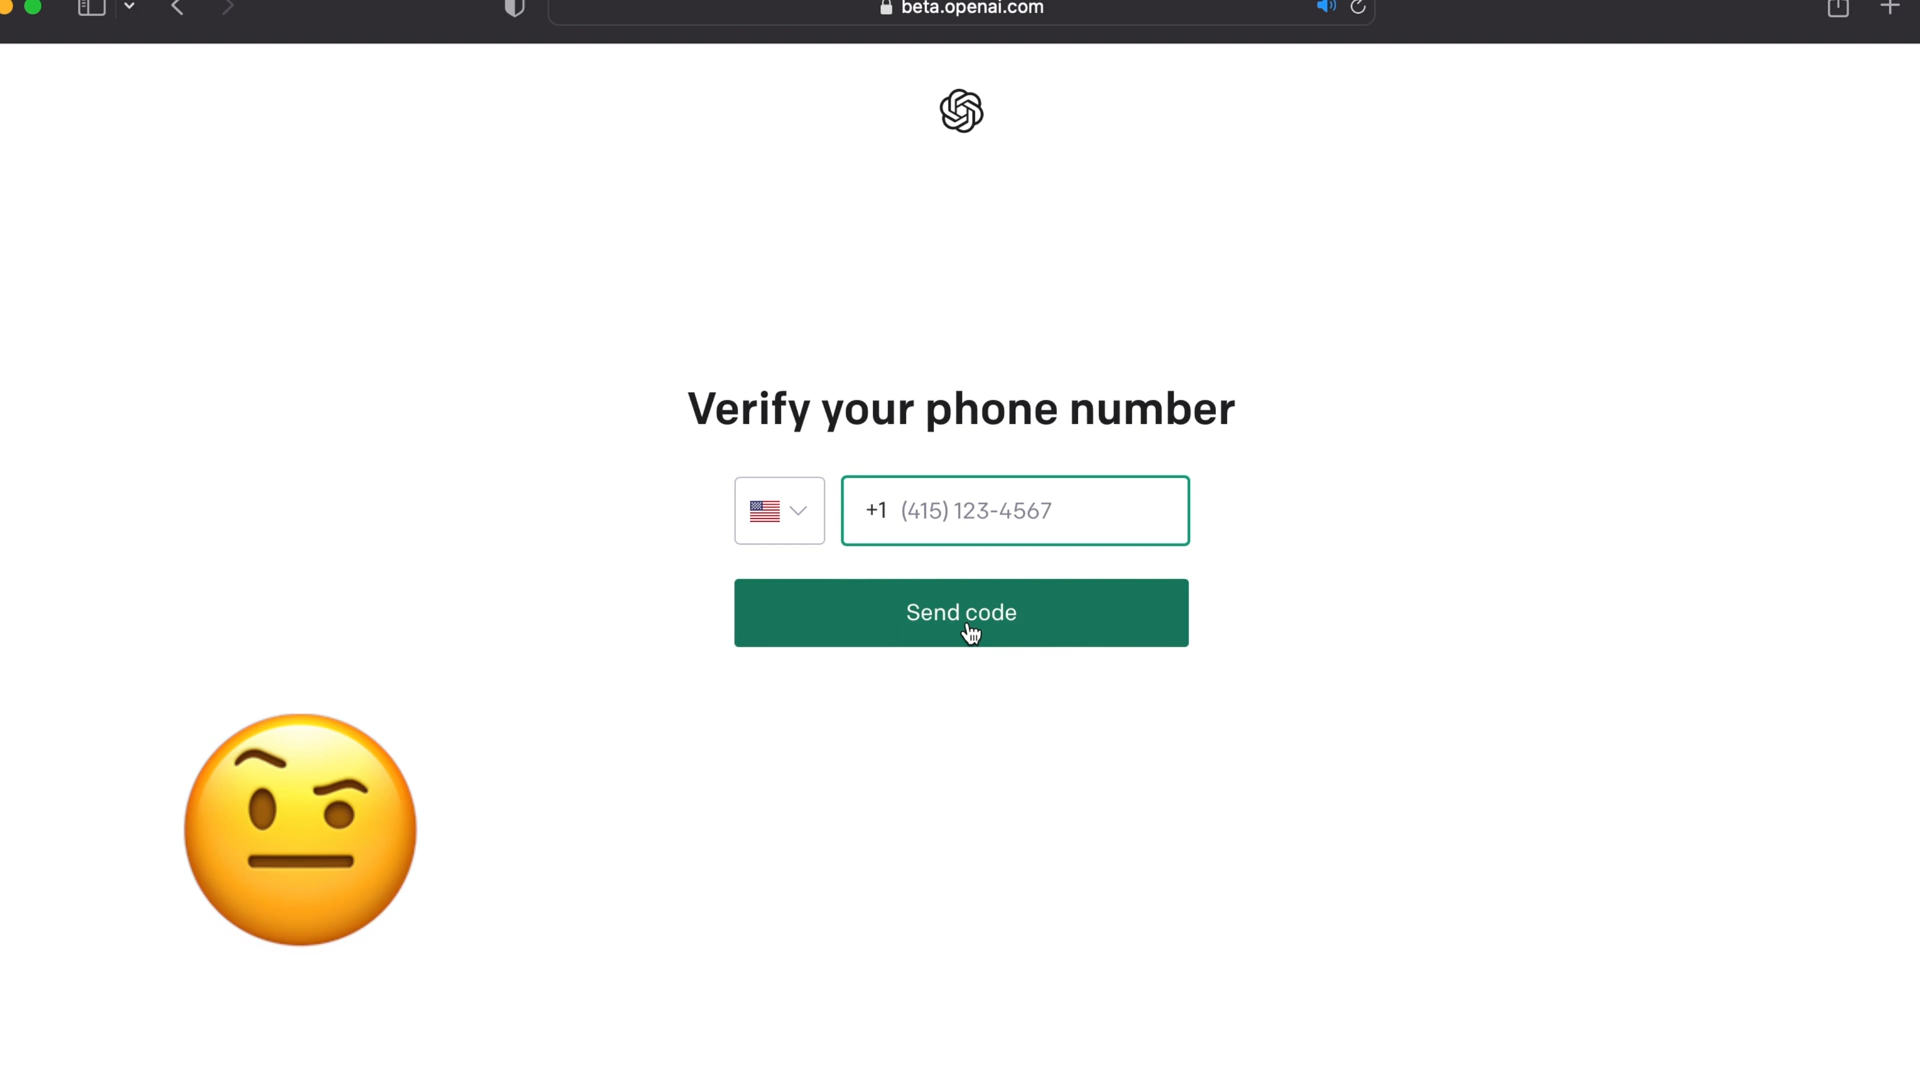 beta.openai.com
Verify your phone number
+1 (415) 123-4567
Send code